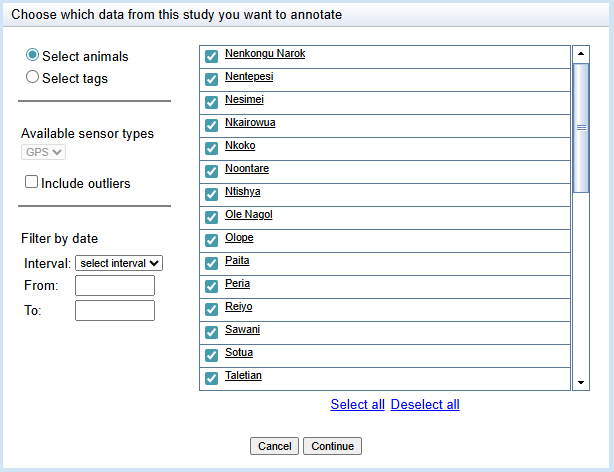 Choose which data from this study you want to annotate
Select animals
Select tags
Available sensor types
GPS
Include outliers
Filter by date
Interval: select interval
From:
To:
Nenkongu Narok
Nentepesi
Nesimei
Nkairowua
Nkoko
Noontare
Ntishya
Ole Nagol
Olope
Paita
Peria
Reiyo
Sawani
Sotua
Taletian
Select all Deselect all
Cancel Continue